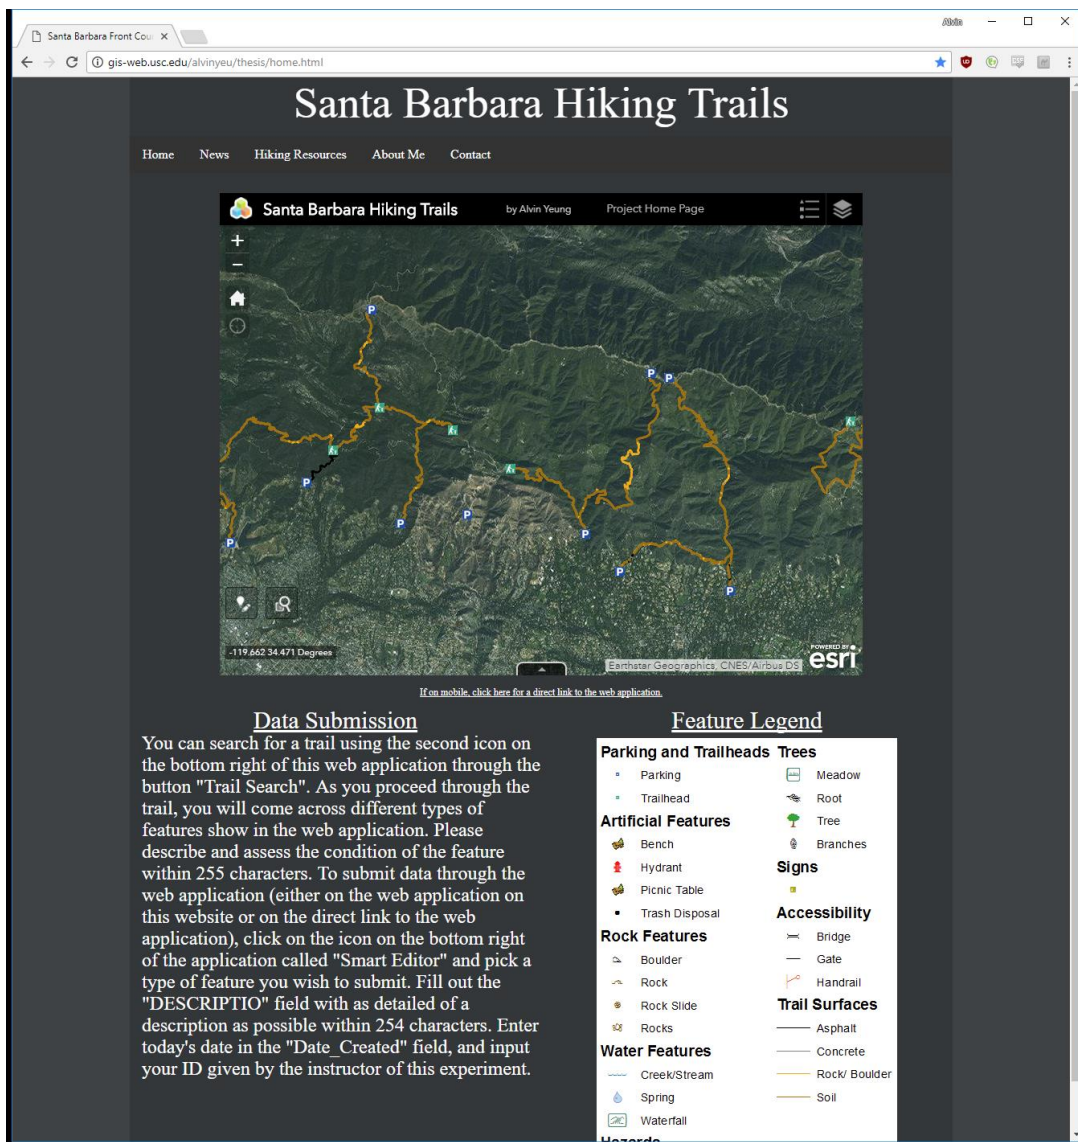 Alvin
Santa Barbara Front Cou
gis-web.usc.edu/alvinyeu/thesis/home.html
Santa Barbara Hiking Trails
Home News Hiking Resources About Me Contact
Santa Barbara Hiking Trails by Alvin Yeung Project Home Page
+
−
P
P P
P
P
P
P
P
P
P
-119.662 34.471 Degrees
Earthstar Geographics, CNES/Airbus DS
POWERED BY
esri
If on mobile, click here for a direct link to the web application.
Data Submission
You can search for a trail using the second icon on
the bottom right of this web application through the
button "Trail Search". As you proceed through the
trail, you will come across different types of
features show in the web application. Please
describe and assess the condition of the feature
within 255 characters. To submit data through the
web application (either on the web application on
this website or on the direct link to the web
application), click on the icon on the bottom right
of the application called "Smart Editor" and pick a
type of feature you wish to submit. Fill out the
"DESCRIPTIO" field with as detailed of a
description as possible within 254 characters. Enter
today's date in the "Date_Created" field, and input
your ID given by the instructor of this experiment.
Feature Legend
Parking and Trailheads
Parking
Trailhead
Artificial Features
Bench
Hydrant
Picnic Table
Trash Disposal
Rock Features
Boulder
Rock
Rock Slide
Rocks
Water Features
Creek/Stream
Spring
Waterfall
Hazards
Trees
Meadow
Root
Tree
Branches
Signs
Accessibility
Bridge
Gate
Handrail
Trail Surfaces
Asphalt
Concrete
Rock/ Boulder
Soil